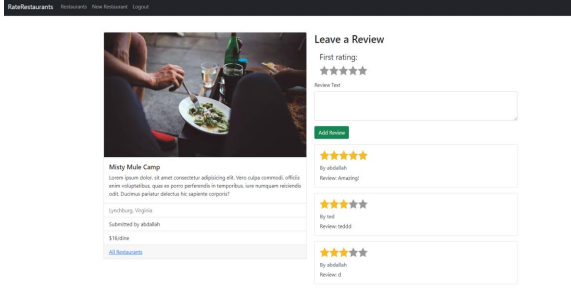 RateRestaurants Restaurants New Restaurant Logout
Misty Mule Camp
Lorem ipsum dolor, sit amet consectetur adipisicing elit. Vero culpa commodi, officiis
enim voluptatibus, quas ex porro perferendis in temporibus, iure numquam reiciendis
odit. Ducimus pariatur delectus hic sapiente corporis?
Lynchburg, Virginia
Submitted by abdallah
$16/dine
All Restaurants
Leave a Review
First rating:
Review Text
Add Review
By abdallah
Review: Amazing!
By ted
Review: teddd
By abdallah
Review: d